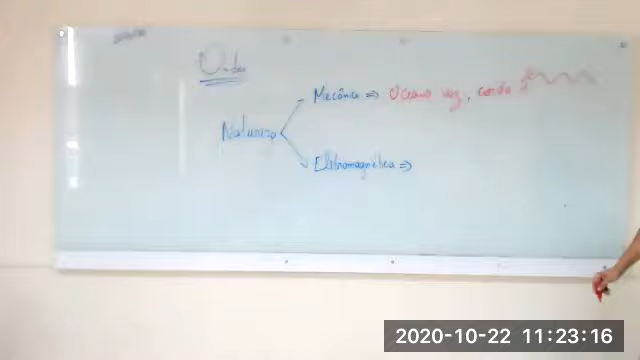 Ondas
Mecânica ⇒ Oceano voz, corda
Natureza
Eletromagnética ⇒
2020-10-22 11:23:16